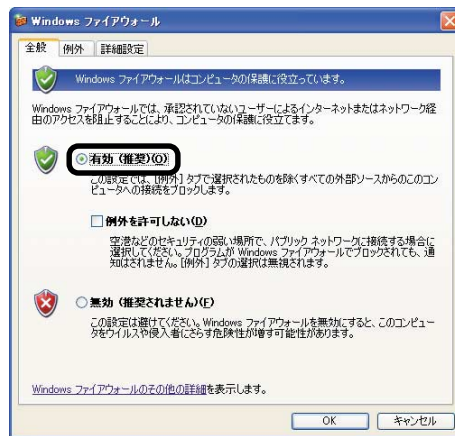 Windows ファイアウォール
全般 例外 詳細設定
Windows ファイアウォールはコンピュータの保護に役立っています。
Windows ファイアウォールでは、承認されていないユーザーによるインターネットまたはネットワーク経
由のアクセスを阻止することにより、コンピュータの保護に役立てます。
有効 (推奨)(O)
この設定では、[例外] タブで選択されたものを除くすべての外部ソースからのこのコン
ピュータへの接続をブロックします。
例外を許可しない(D)
空港などのセキュリティの弱い場所で、パブリック ネットワークに接続する場合に
選択してください。プログラムが Windows ファイアウォールでブロックされても、通
知はされません。[例外] タブの選択は無視されます。
無効 (推奨されません)(F)
この設定は避けてください。Windows ファイアウォールを無効にすると、このコンピュー
タをウイルスや侵入者にさらす危険性が増す可能性があります。
Windows ファイアウォールのその他の詳細を表示します。
OK キャンセル